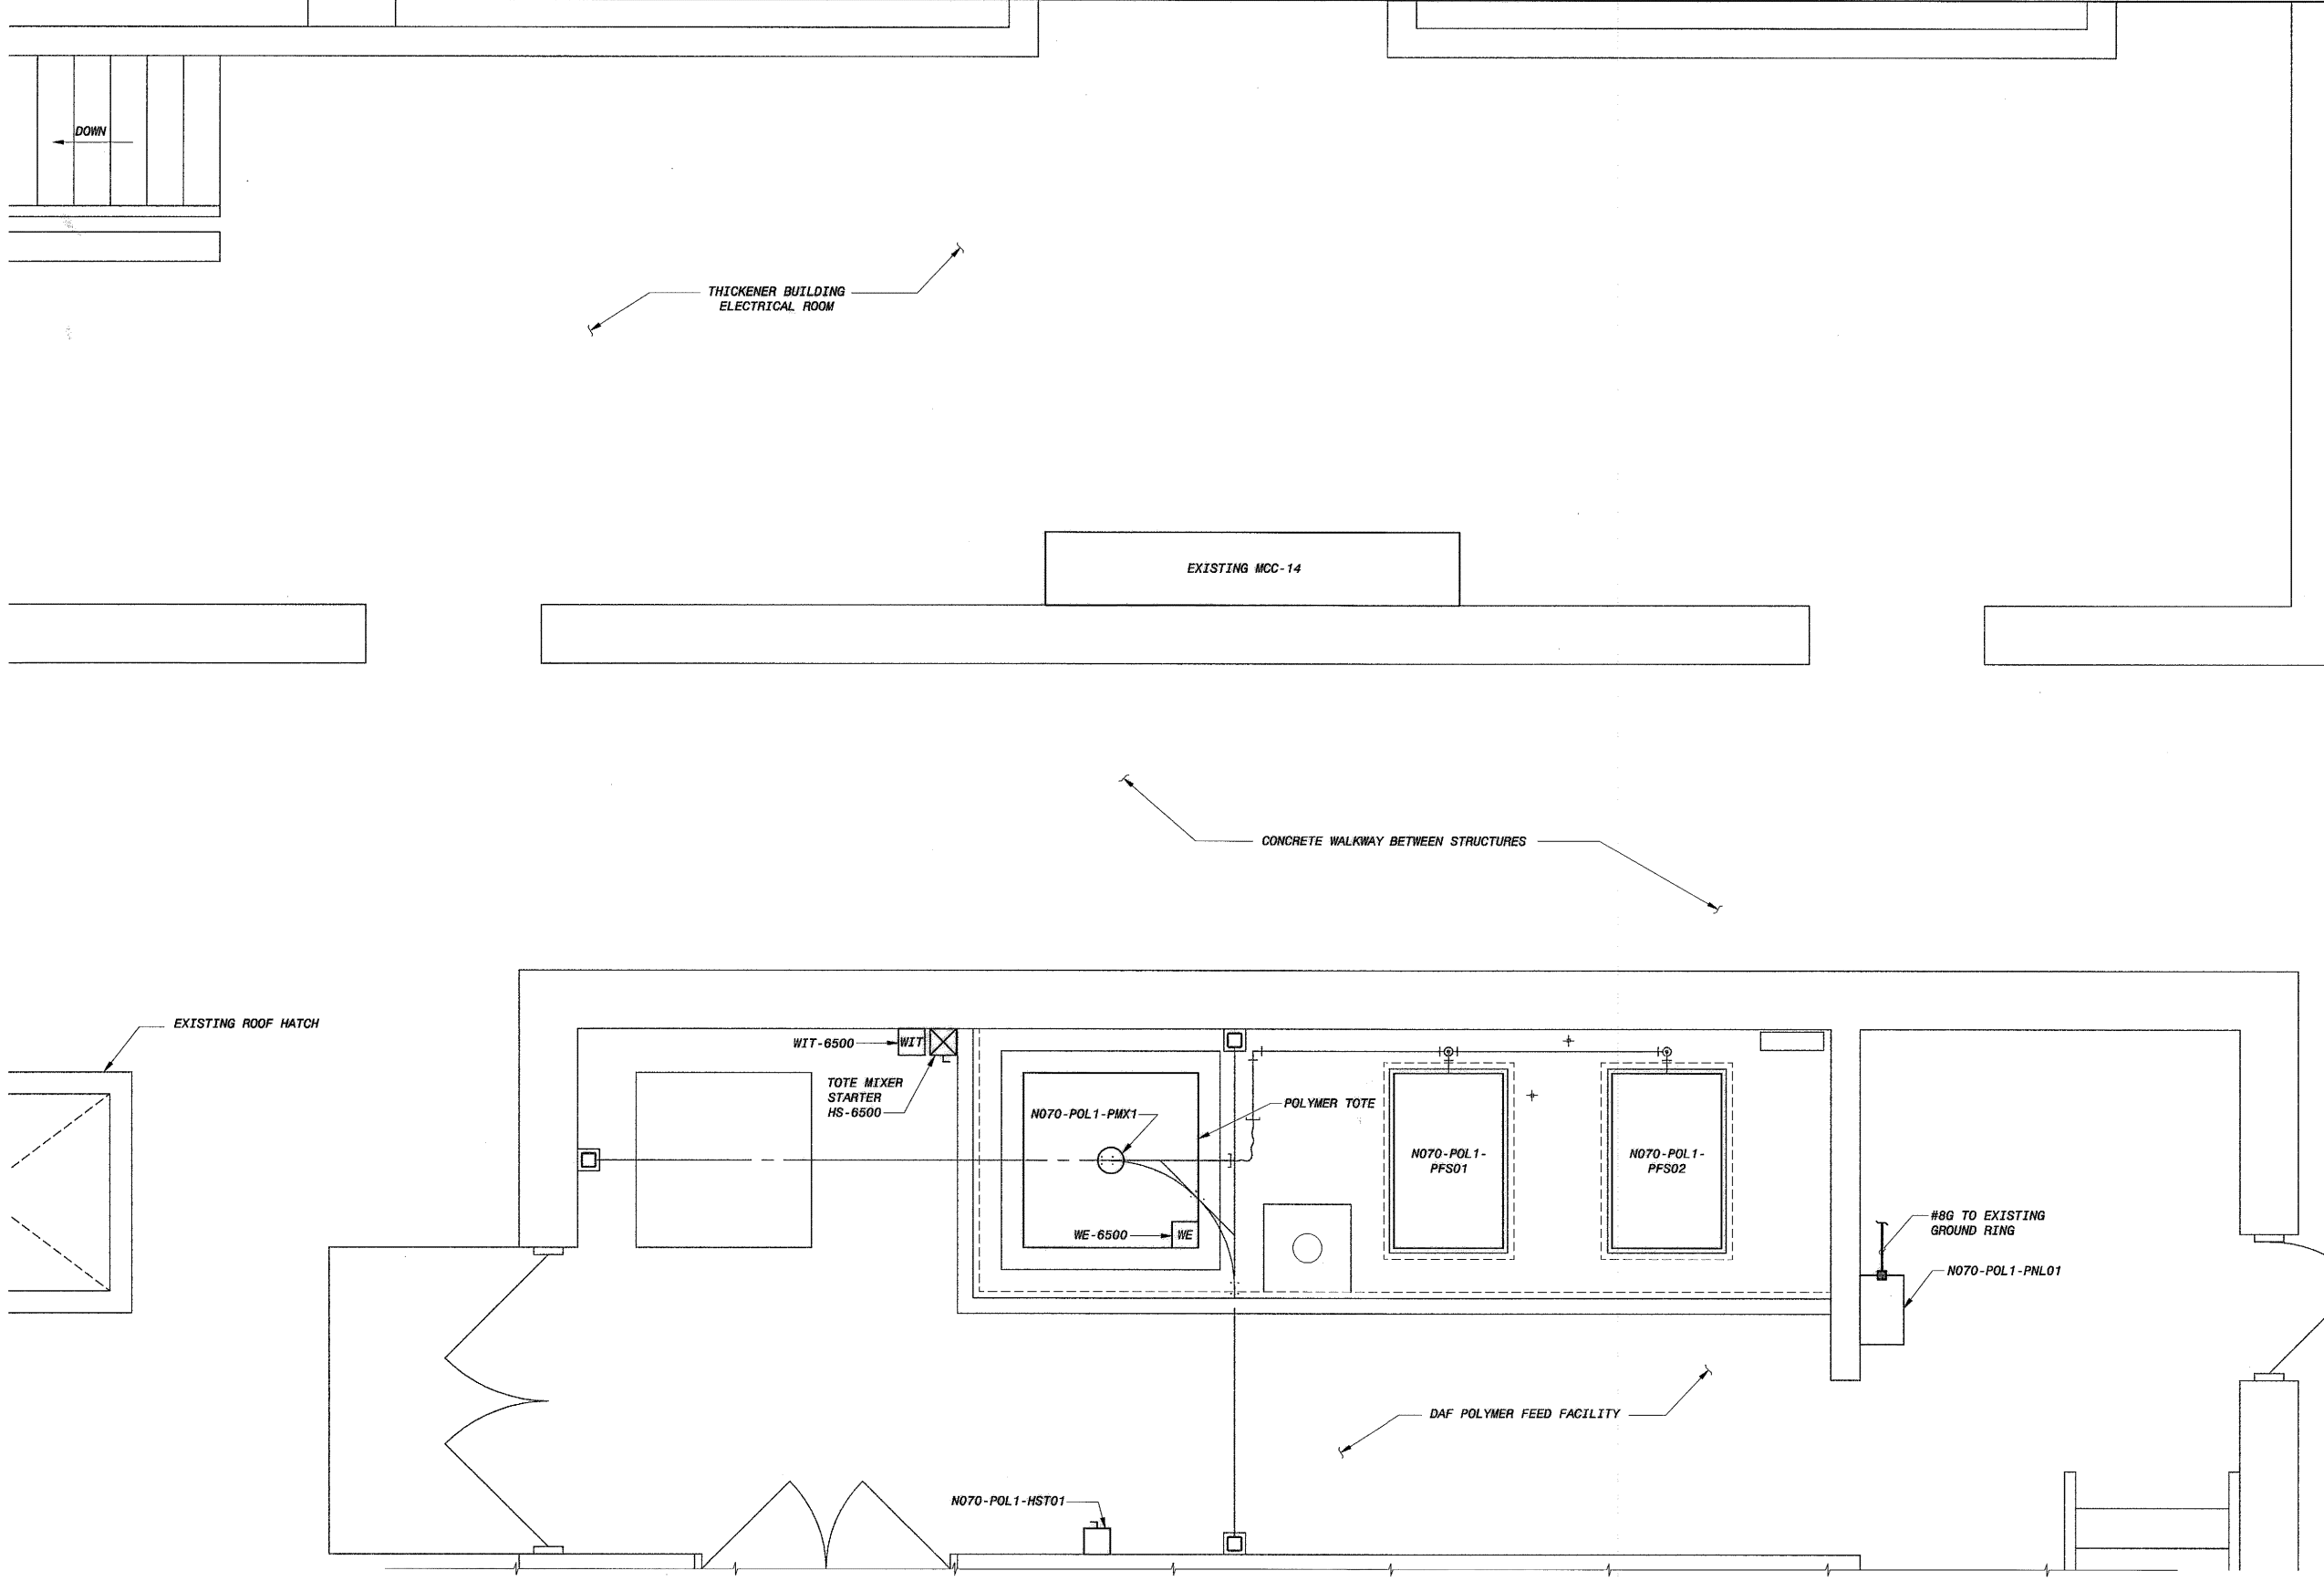 DOWN
THICKENER BUILDING
ELECTRICAL ROOM
EXISTING MCC-14
CONCRETE WALKWAY BETWEEN STRUCTURES
EXISTING ROOF HATCH
WIT-6500
WIT
TOTE MIXER
STARTER
HS-6500
N070-POL1-PMX1
POLYMER TOTE
N070-POL1-
PFS01
N070-POL1-
PFS02
WE-6500
WE
#8G TO EXISTING
GROUND RING
N070-POL1-PNL01
DAF POLYMER FEED FACILITY
N070-POL1-HST01